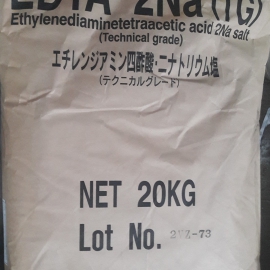 EDTA 2Na(TG)
Ethylenediaminetetraacetic acid 2Na salt
(Technical grade)
エチレンジアミン四酢酸・二ナトリウム塩
(テクニカルグレード)
NET 20KG
Lot No.